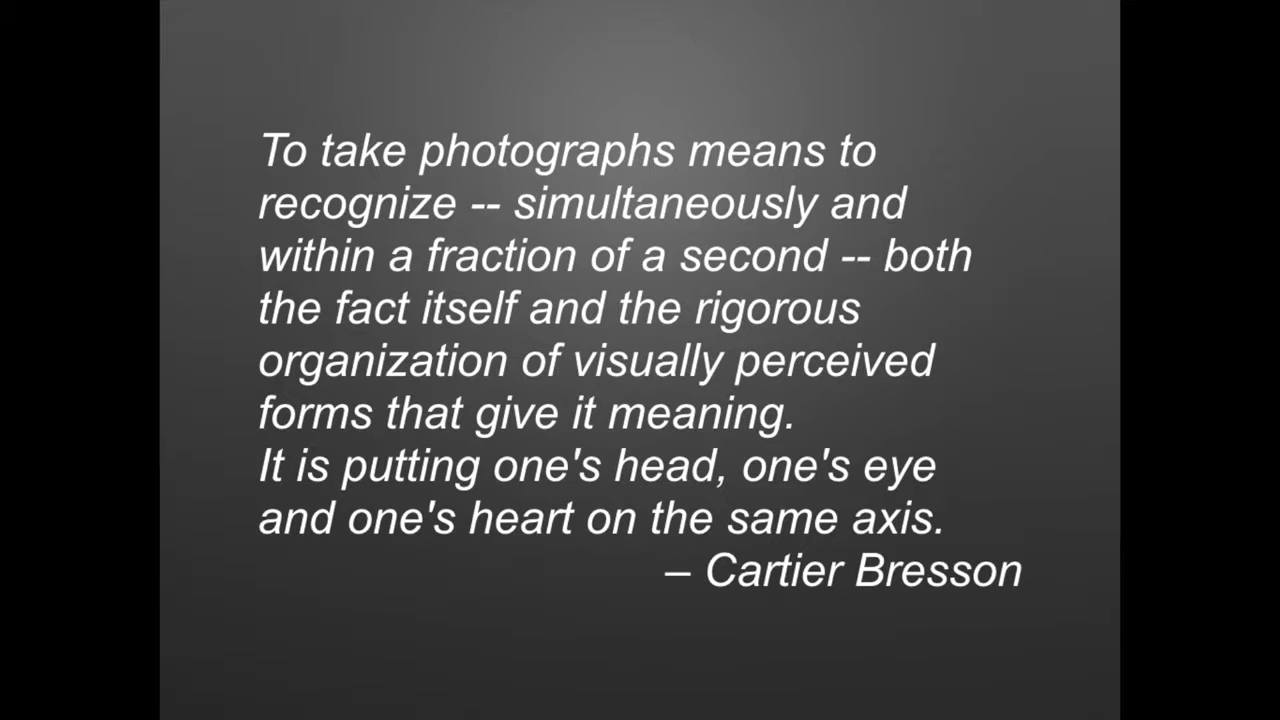 To take photographs means to
recognize -- simultaneously and
within a fraction of a second -- both
the fact itself and the rigorous
organization of visually perceived
forms that give it meaning.
It is putting one's head, one's eye
and one's heart on the same axis.
– Cartier Bresson